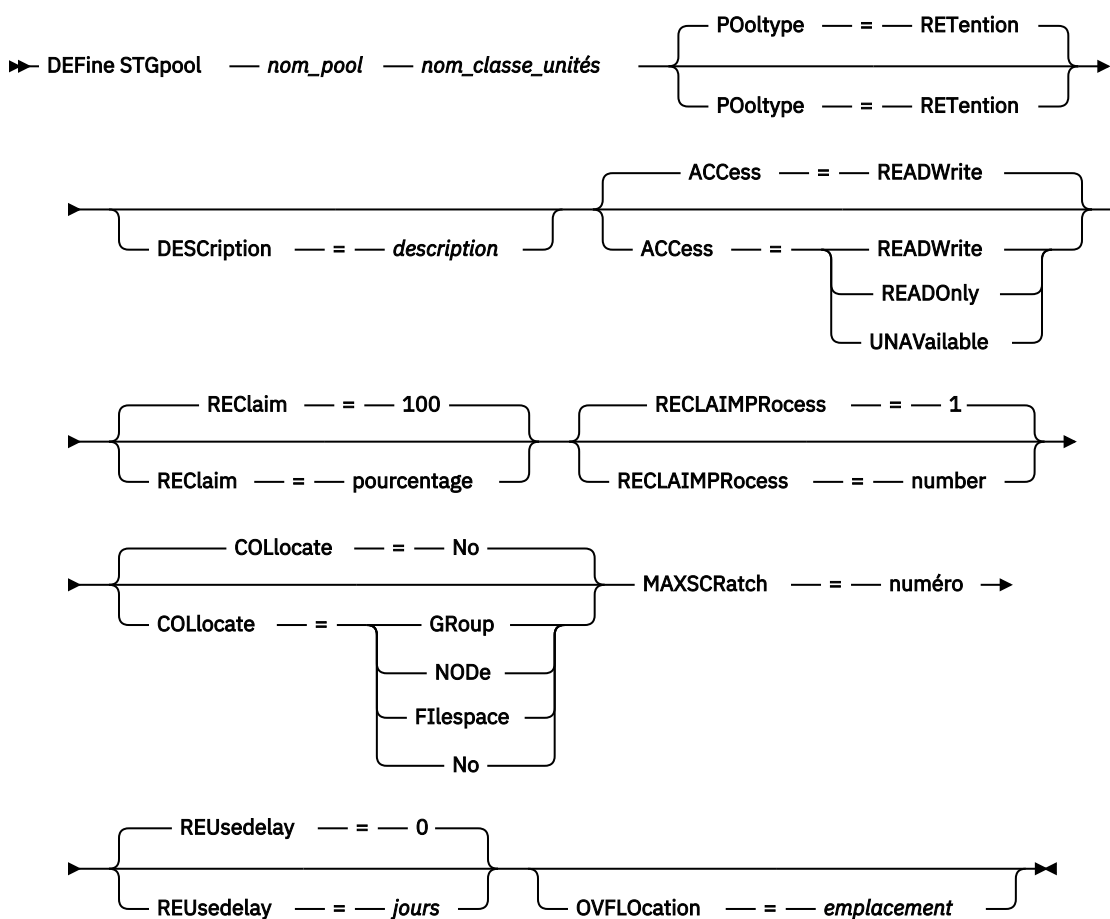 POoltype = RETention
DEFine STGpool nom_pool nom_classe_unités
POoltype = RETention
ACCess = READWrite
DESCription = description
ACCess = READWrite
READOnly
UNAVailable
REClaim = 100
RECLAIMPRocess = 1
REClaim = pourcentage
RECLAIMPRocess = number
COLlocate = No
MAXSCRatch = numéro
COLlocate = GRoup
NODe
FIlespace
No
REUsedelay = 0
REUsedelay = jours
OVFLOcation = emplacement